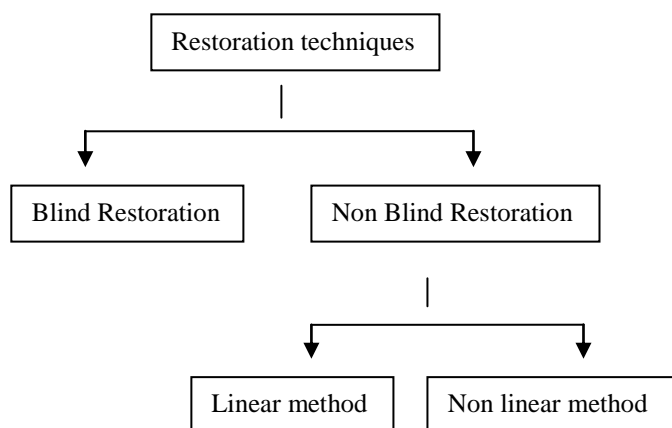 Restoration techniques
Blind Restoration
Non Blind Restoration
Linear method
Non linear method